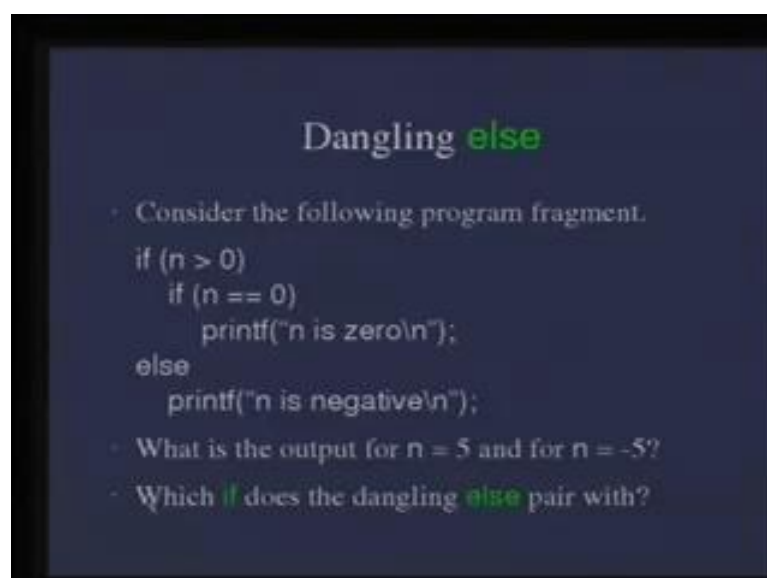 Dangling else
Consider the following program fragment.
if (n > 0)
if (n == 0)
printf("n is zero\n");
else
printf("n is negative\n");
What is the output for n = 5 and for n = -5?
Which if does the dangling else pair with?